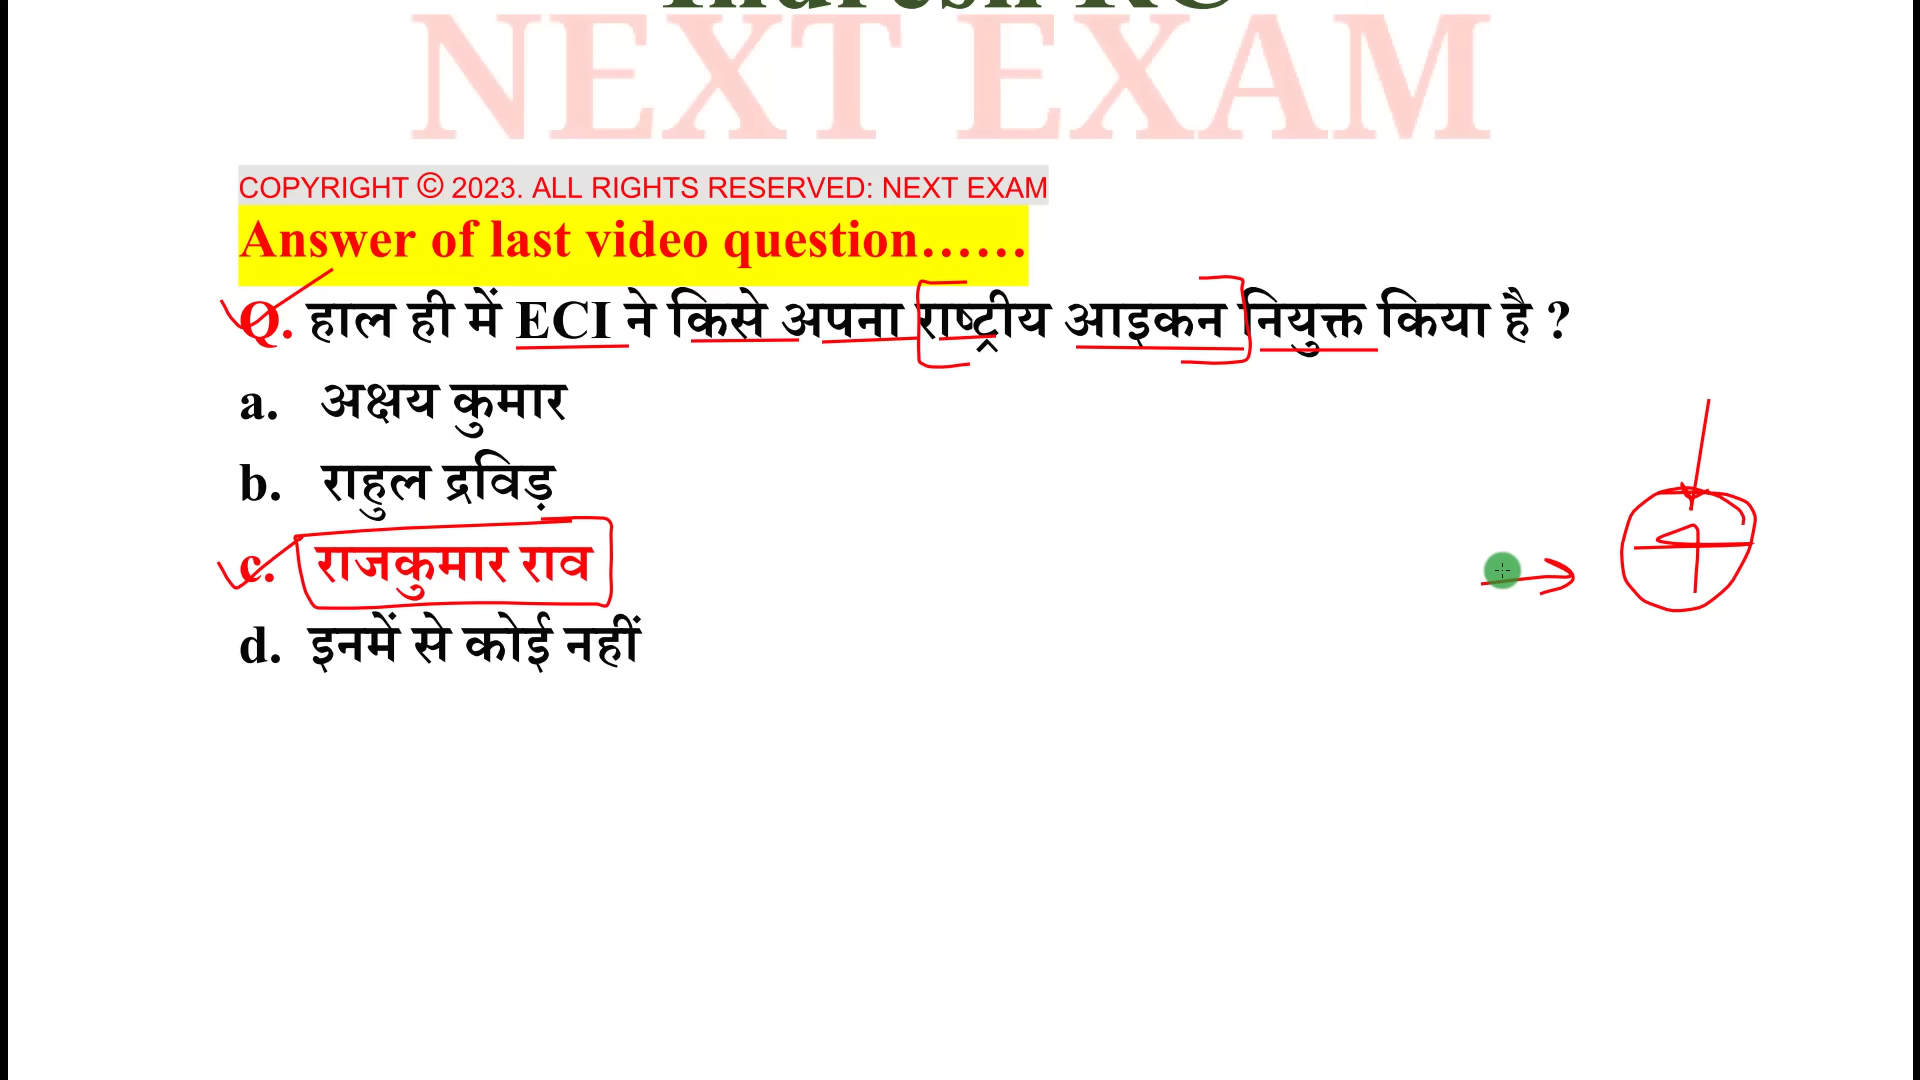 NEXT EXAM
COPYRIGHT © 2023. ALL RIGHTS RESERVED: NEXT EXAM
Answer of last video question……
Q. हाल ही में ECI ने किसे अपना राष्ट्रीय आइकन नियुक्त किया है ?
a. अक्षय कुमार
b. राहुल द्रविड़
c. राजकुमार राव
d. इनमें से कोई नहीं